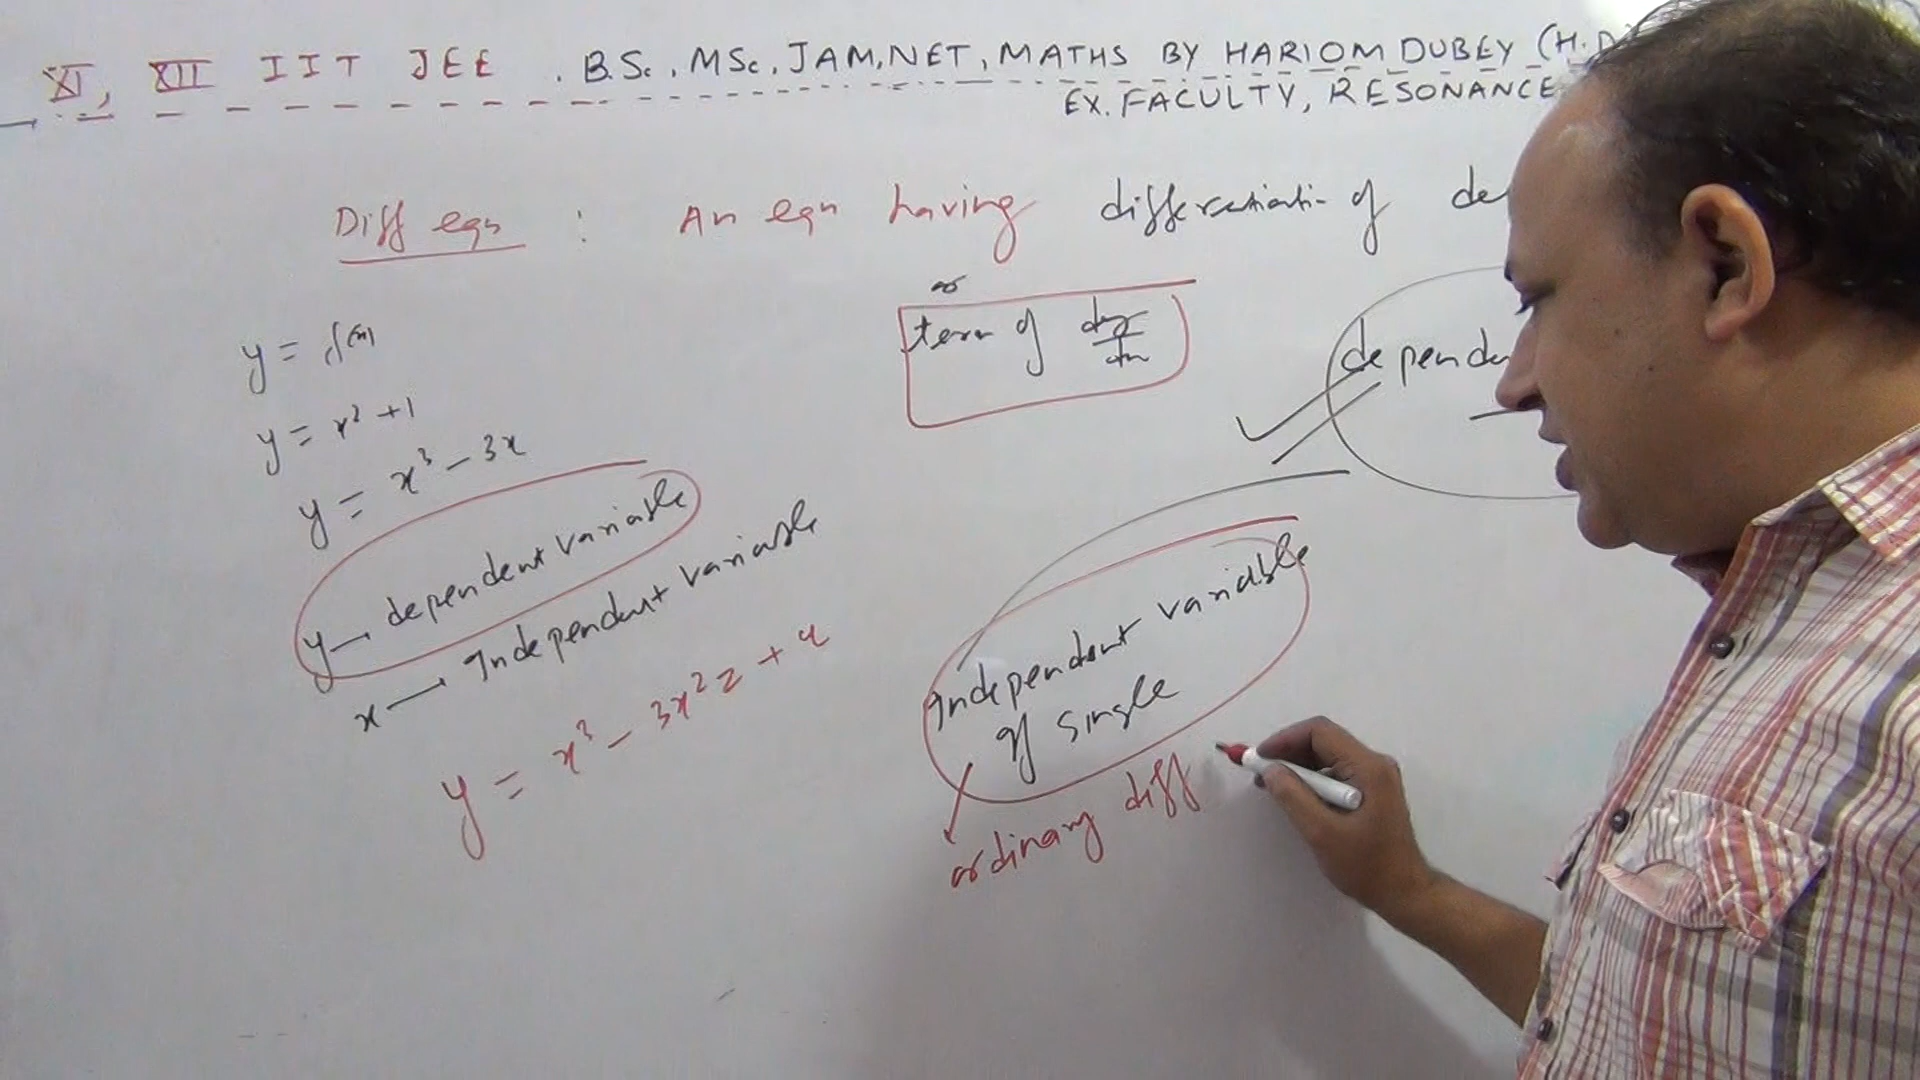 XI, XII IIT JEE . B.Sc, MSc, JAM, NET, MATHS BY HARIOM DUBEY (H.D
EX. FACULTY, RESONANCE
Diff eqn : An eqn having differentiation of de
or
term of dy/dx
y = f(x)
y = x² + 1
y = x³ - 3x
y → dependent variable
x → Independent variable
y = x³ - 3x²z + 4
depende
Independent variable
of single
ordinary diff